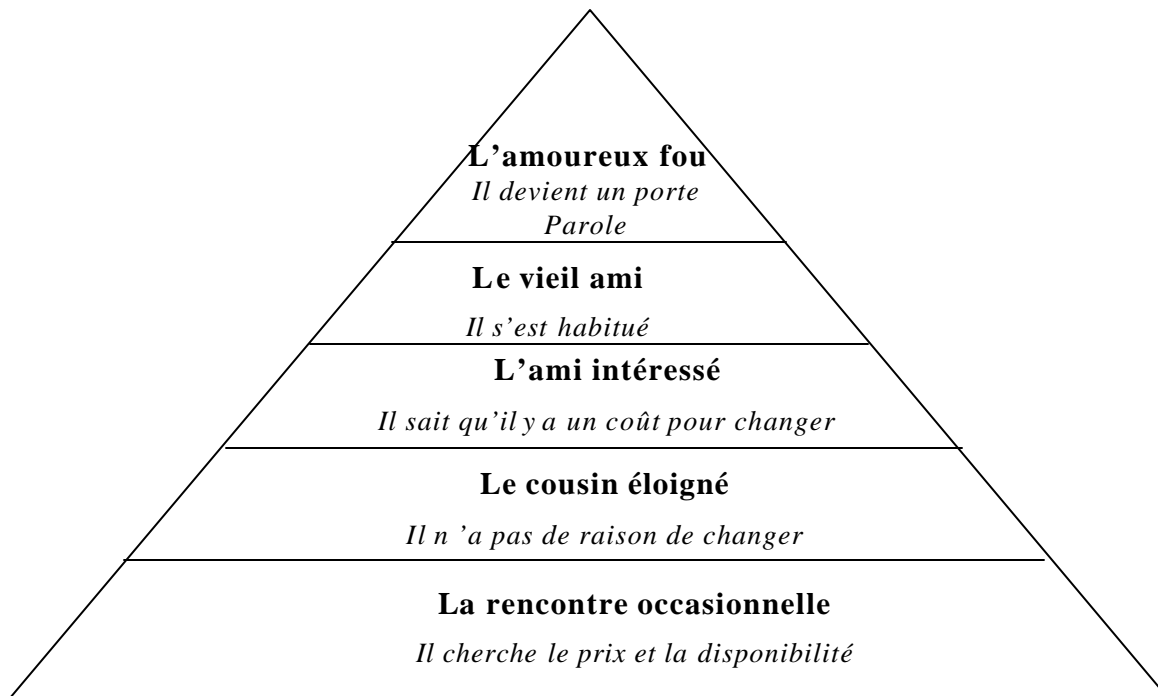 L’amoureux fou
Il devient un porte
Parole
Le vieil ami
Il s’est habitué
L’ami intéressé
Il sait qu’il y a un coût pour changer
Le cousin éloigné
Il n ’a pas de raison de changer
La rencontre occasionnelle
Il cherche le prix et la disponibilité